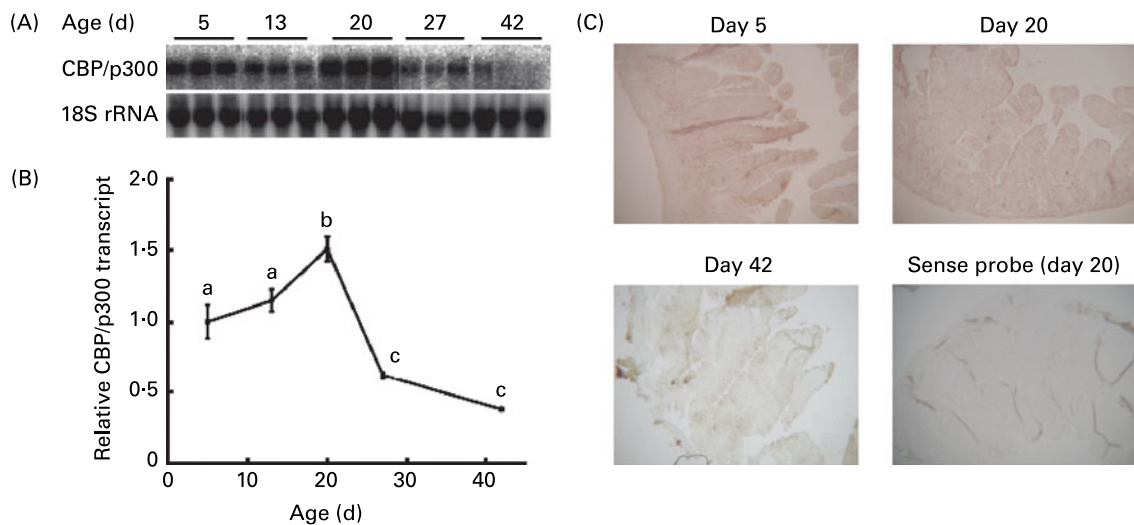 (A) Age (d) 5 13 20 27 42
CBP/p300
18S rRNA
(B)
Relative CBP/p300 transcript
2·0
1·5
1·0
0·5
0
a
a
b
c
c
0 10 20 30 40
Age (d)
(C)
Day 5 Day 20
Day 42 Sense probe (day 20)